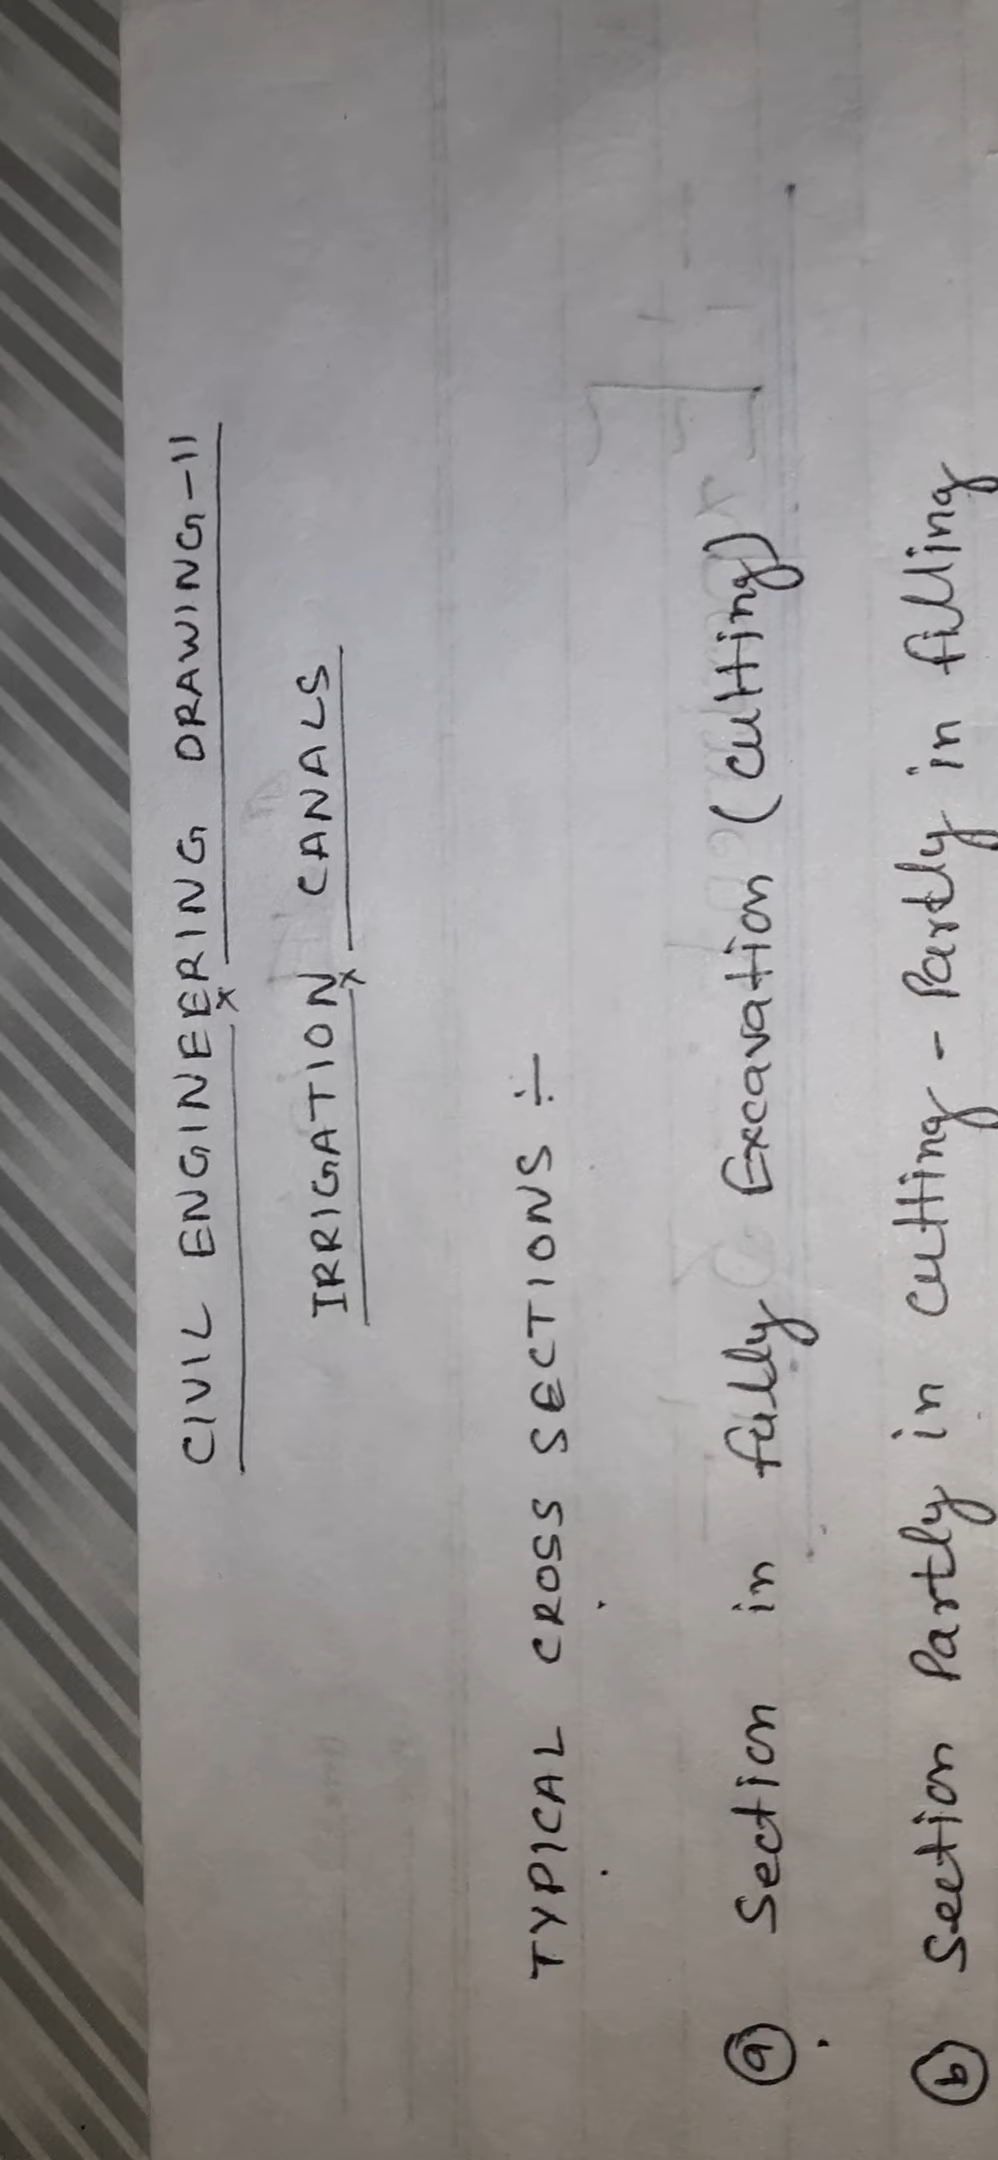 CIVIL ENGINEERING DRAWING-II
IRRIGATION CANALS
TYPICAL CROSS SECTIONS ÷
(a) Section in fully Excavation (cutting)
(b) Section Partly in cutting - Partly in filling